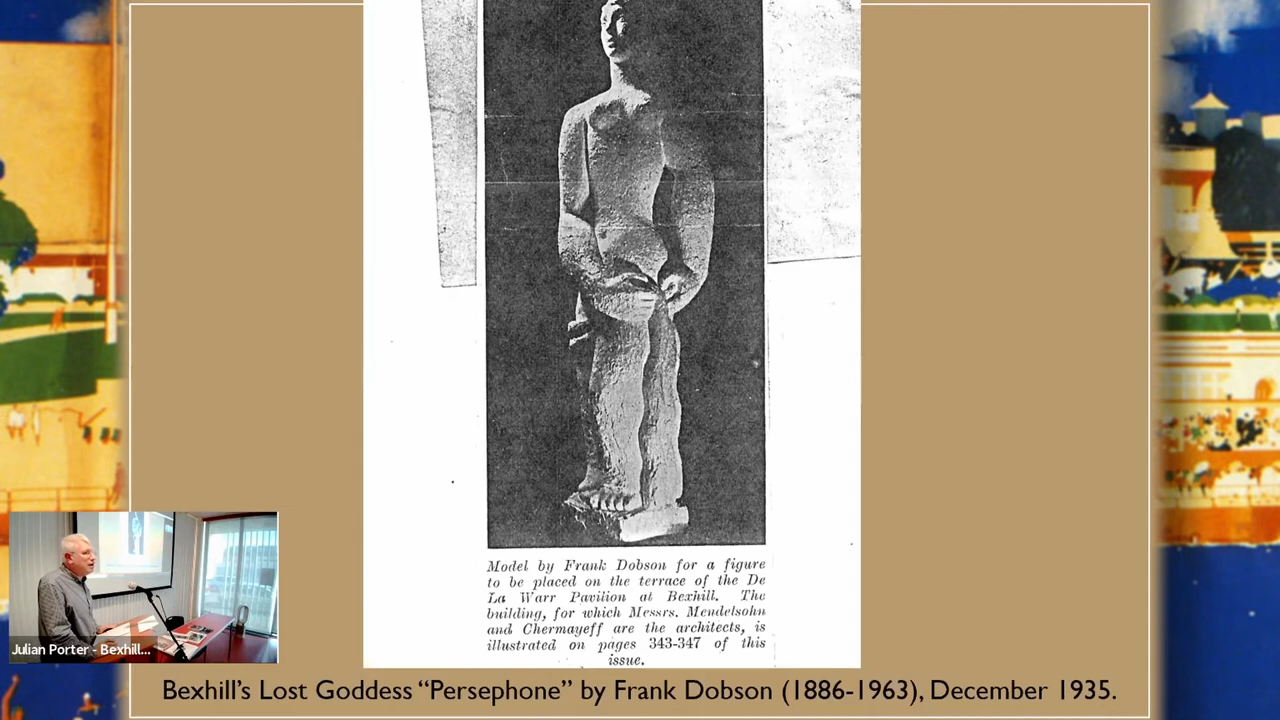 Model by Frank Dobson for a figure
to be placed on the terrace of the De
La Warr Pavilion at Bexhill. The
building, for which Messrs. Mendelsohn
and Chermayeff are the architects, is
illustrated on pages 343-347 of this
issue.
Julian Porter - Bexhill...
Bexhill's Lost Goddess “Persephone” by Frank Dobson (1886-1963), December 1935.